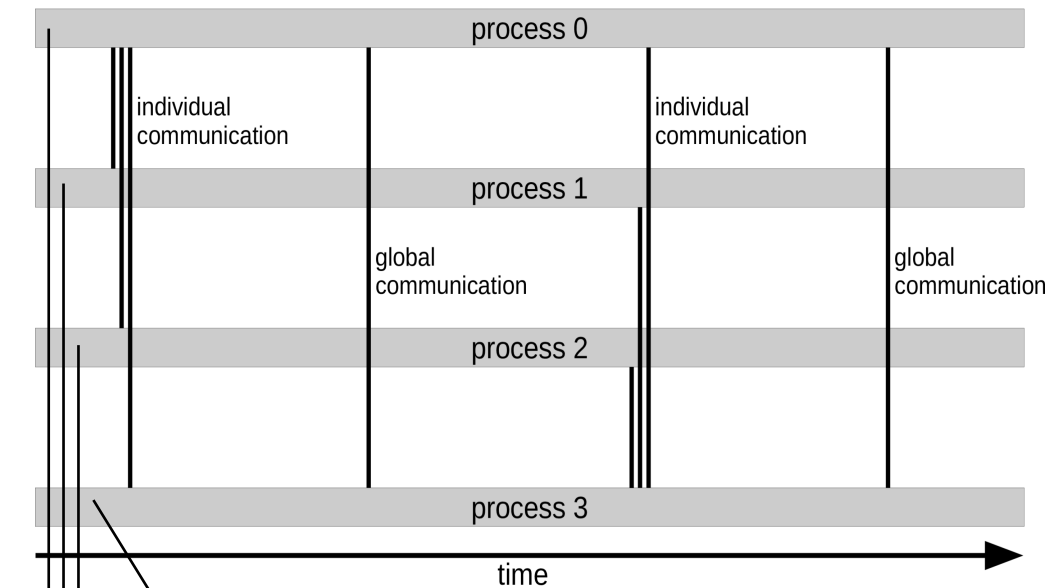 process 0
individual
communication
individual
communication
process 1
global
communication
global
communication
process 2
process 3
time